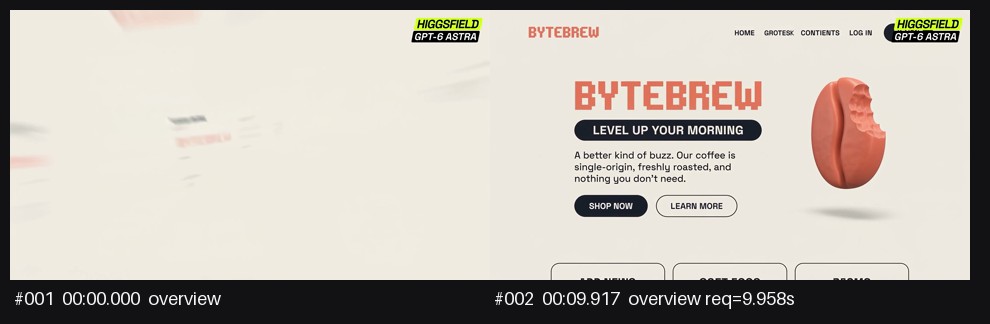 HIGGSFIELD
GPT-6 ASTRA
BYTEBREW
HOME GROTESK CONTIENTS LOG IN
HIGGSFIELD
GPT-6 ASTRA
BYTEBREW
LEVEL UP YOUR MORNING
A better kind of buzz. Our coffee is
single-origin, freshly roasted, and
nothing you don't need.
SHOP NOW LEARN MORE
#001 00:00.000 overview
#002 00:09.917 overview req=9.958s